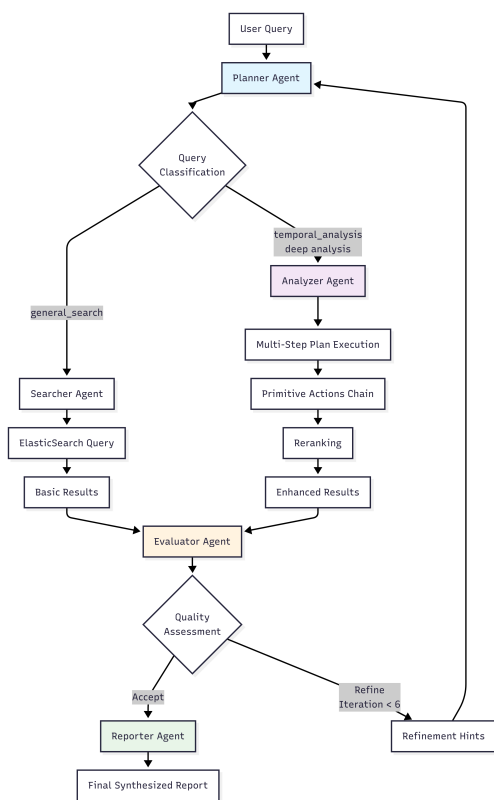 User Query
Planner Agent
Query
Classification
temporal_analysis
deep analysis
Analyzer Agent
general_search
Multi-Step Plan Execution
Searcher Agent
Primitive Actions Chain
ElasticSearch Query
Reranking
Basic Results
Enhanced Results
Evaluator Agent
Quality
Assessment
Accept
Refine
Iteration < 6
Reporter Agent
Refinement Hints
Final Synthesized Report